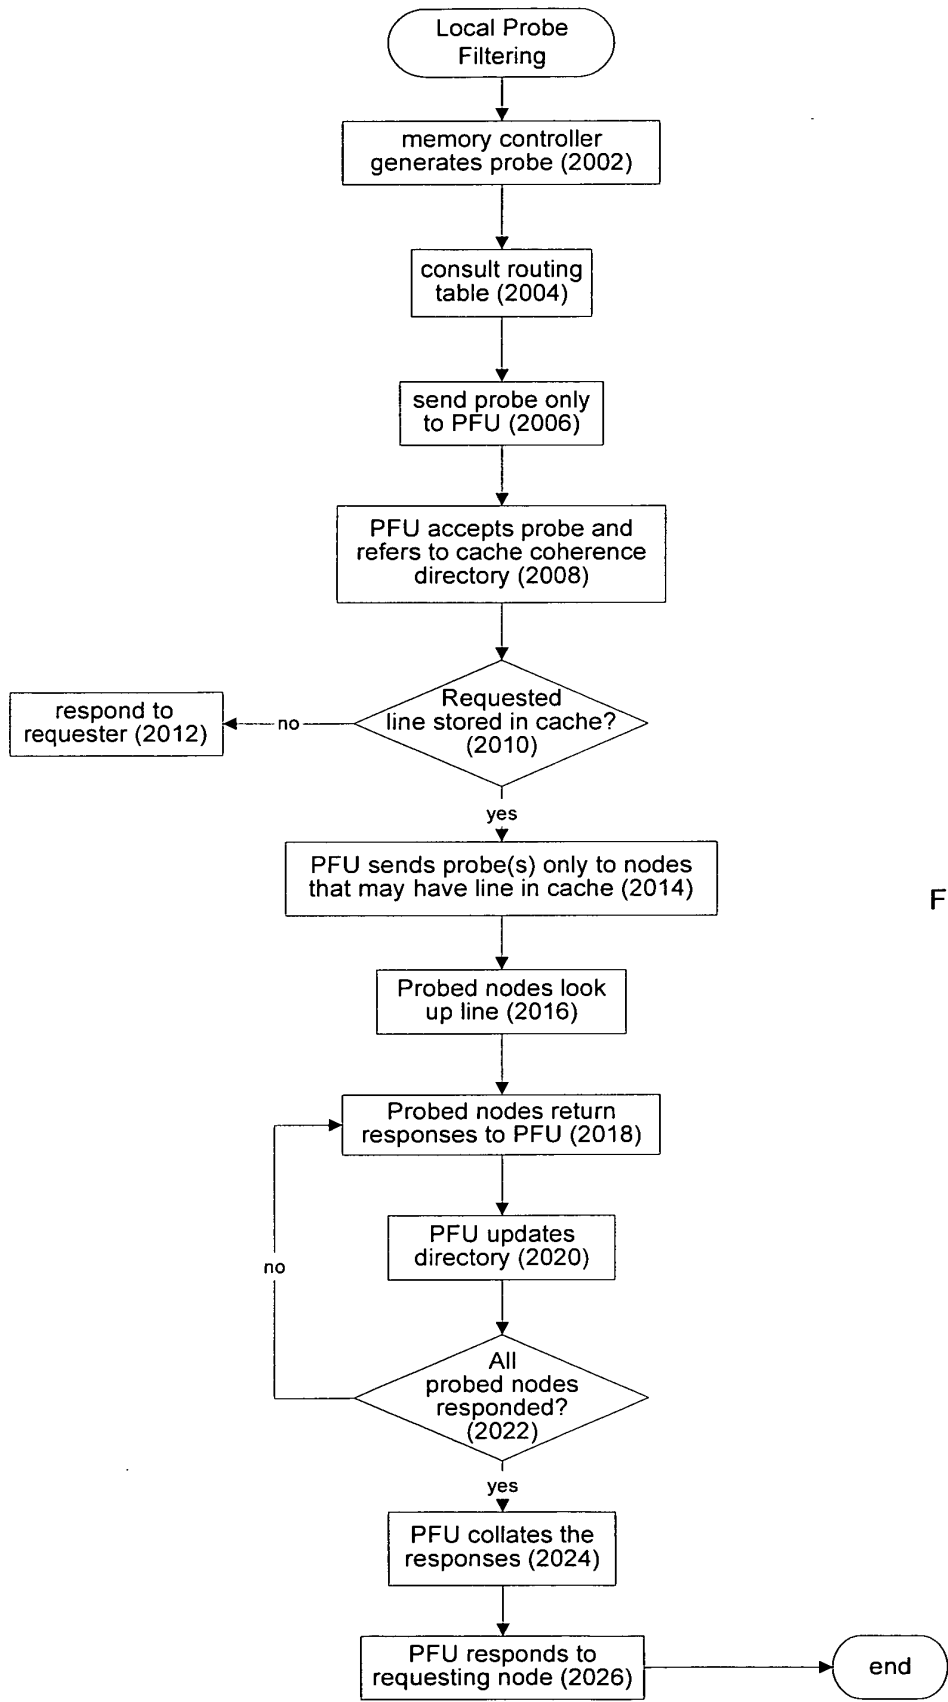 Local Probe
Filtering
memory controller
generates probe (2002)
consult routing
table (2004)
send probe only
to PFU (2006)
PFU accepts probe and
refers to cache coherence
directory (2008)
Requested
line stored in cache?
(2010)
no
respond to
requester (2012)
yes
PFU sends probe(s) only to nodes
that may have line in cache (2014)
F
Probed nodes look
up line (2016)
Probed nodes return
responses to PFU (2018)
PFU updates
directory (2020)
no
All
probed nodes
responded?
(2022)
yes
PFU collates the
responses (2024)
PFU responds to
requesting node (2026)
end